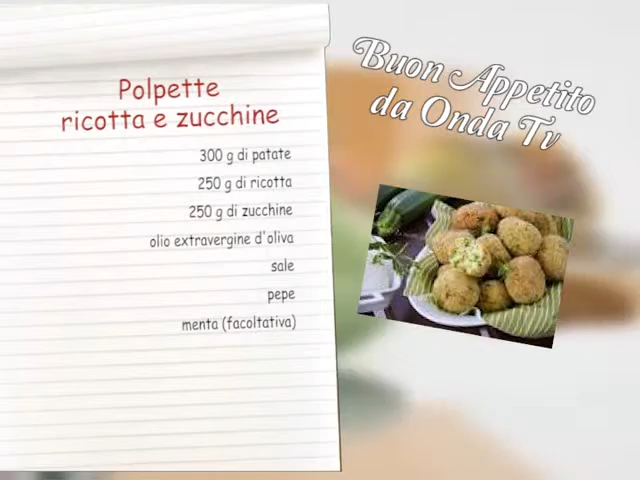 Polpette
ricotta e zucchine
300 g di patate
250 g di ricotta
250 g di zucchine
olio extravergine d'oliva
sale
pepe
menta (facoltativa)
Buon Appetito
da Onda Tv